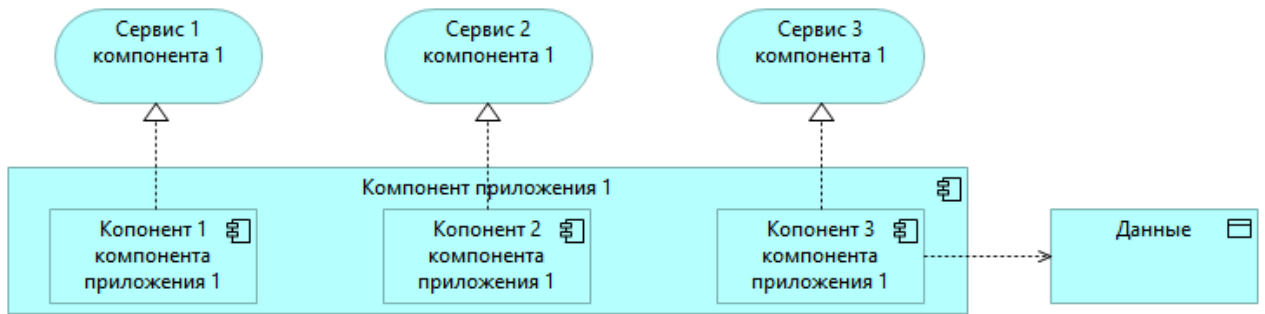 Сервис 1
компонента 1
Сервис 2
компонента 1
Сервис 3
компонента 1
Компонент приложения 1
Копонент 1
компонента
приложения 1
Копонент 2
компонента
приложения 1
Копонент 3
компонента
приложения 1
Данные